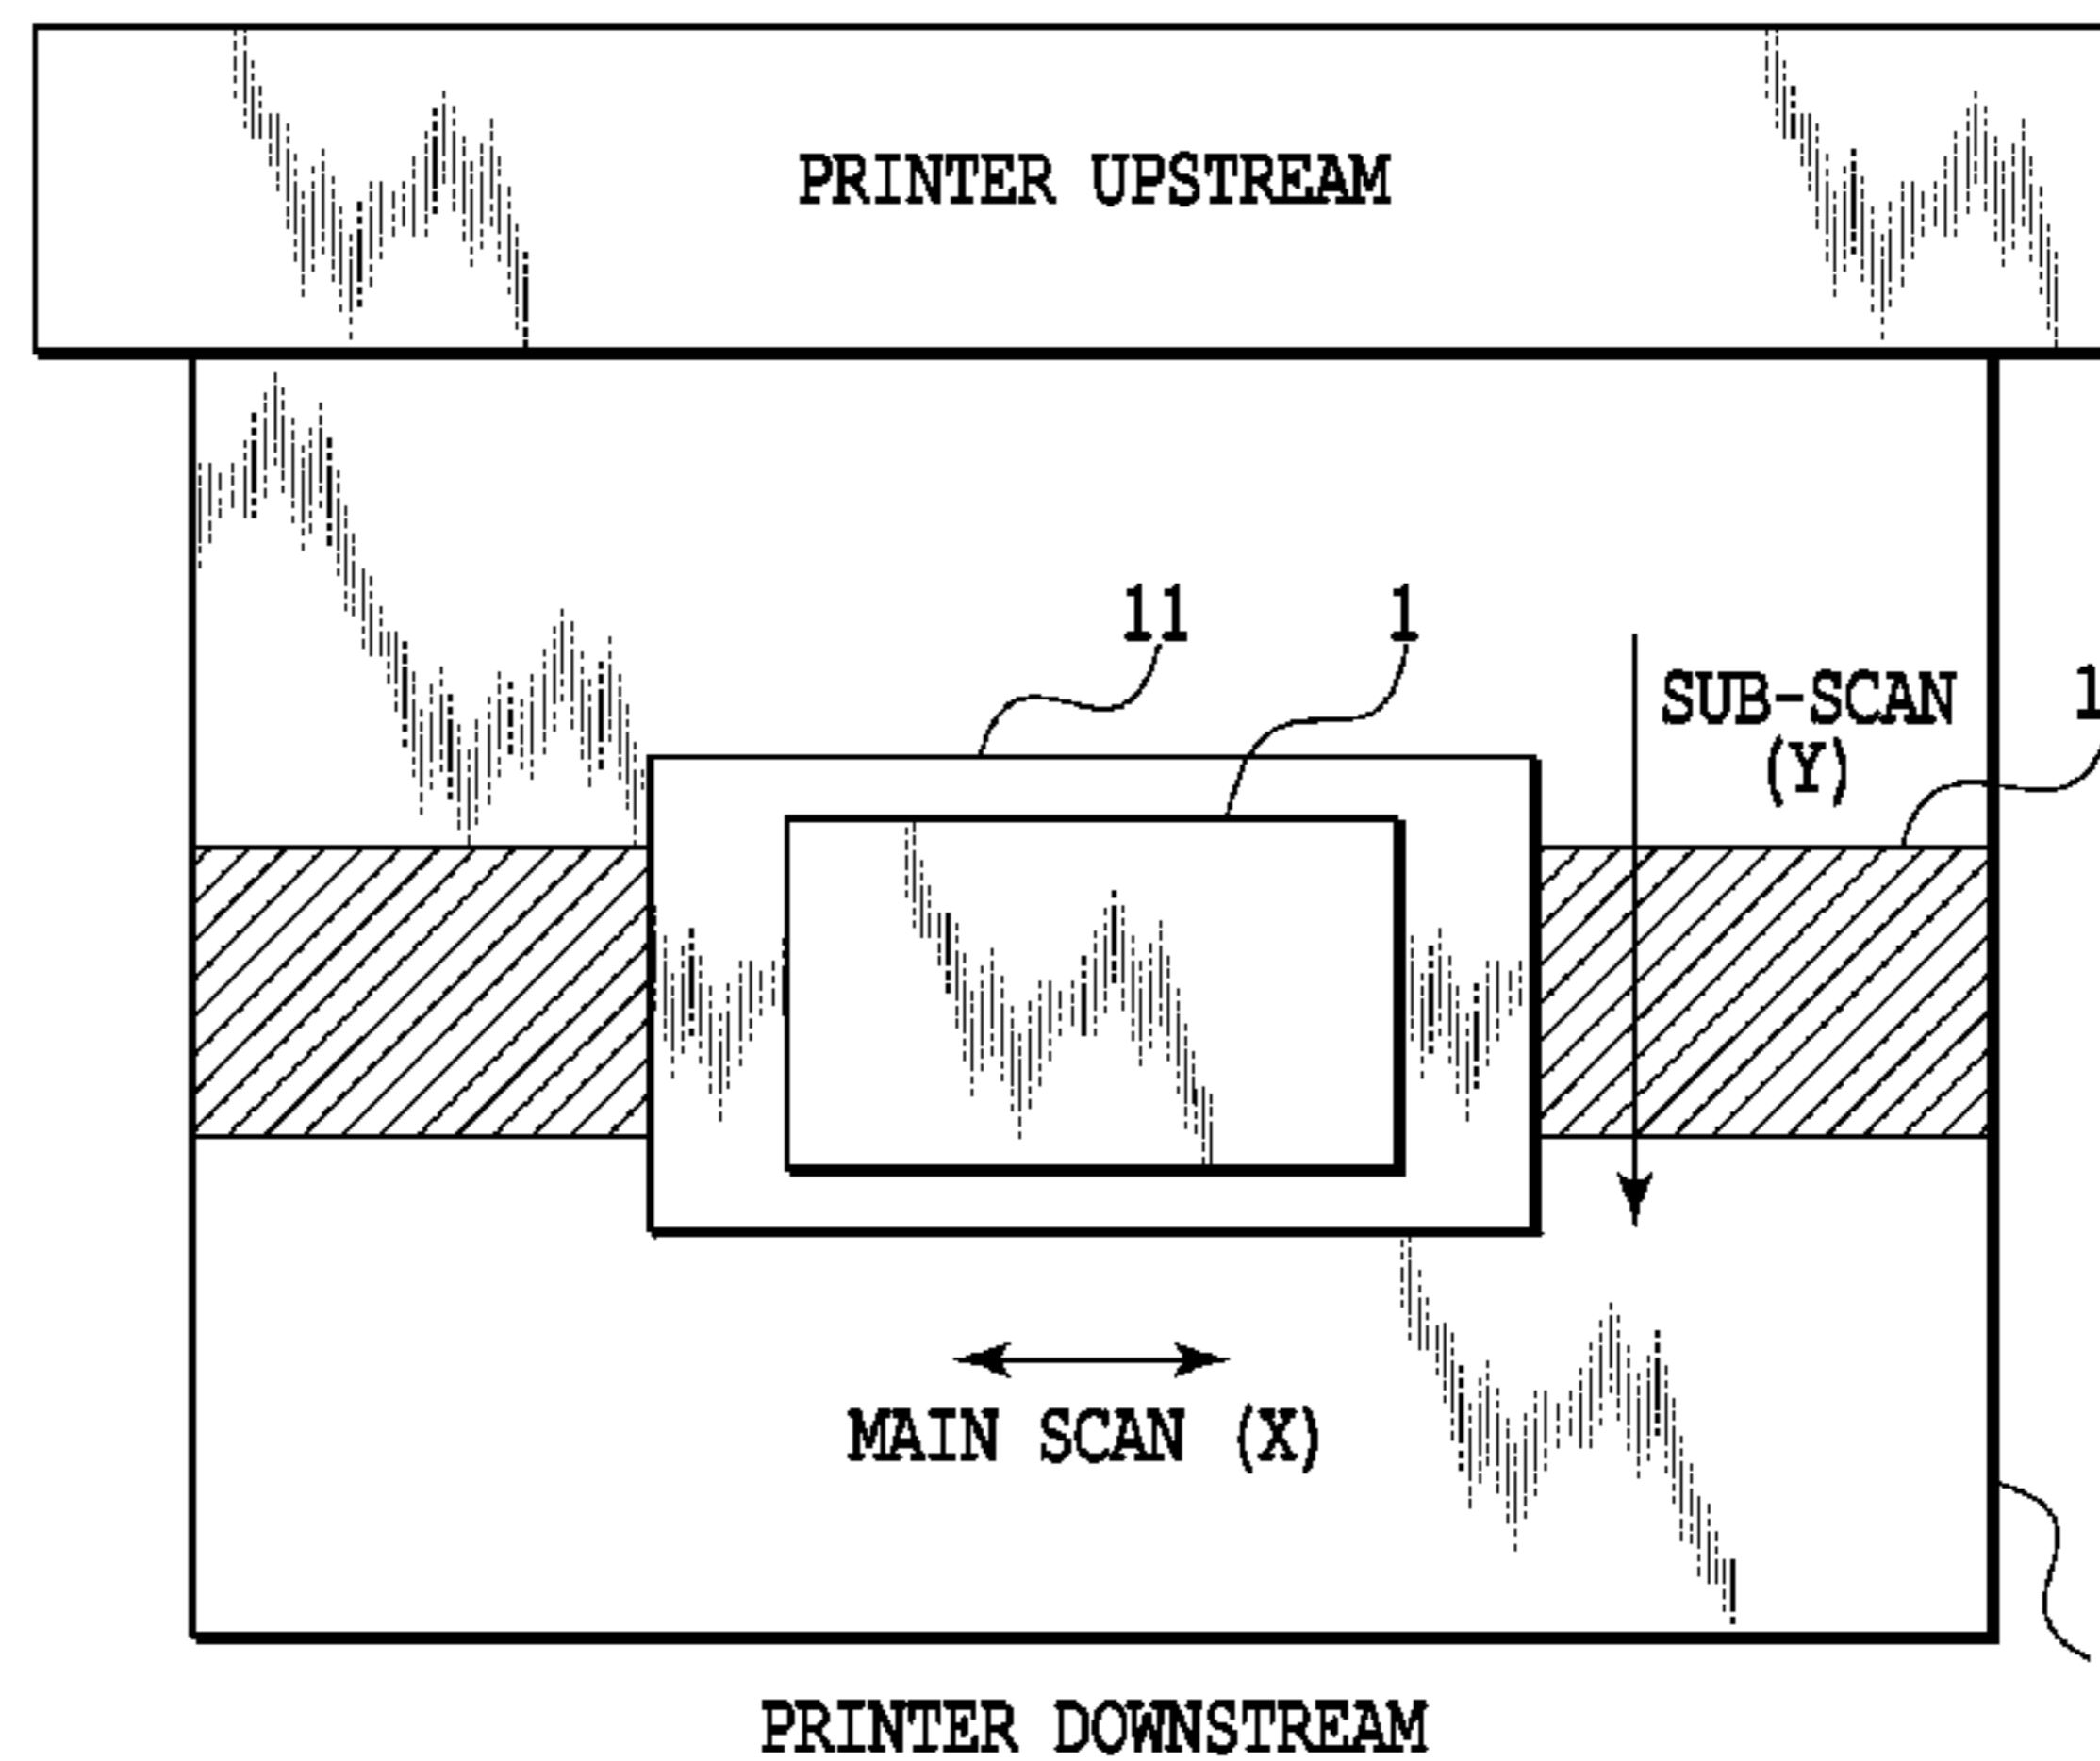 PRINTER UPSTREAM
11
1
SUB-SCAN
(Y)
MAIN SCAN (X)
PRINTER DOWNSTREAM